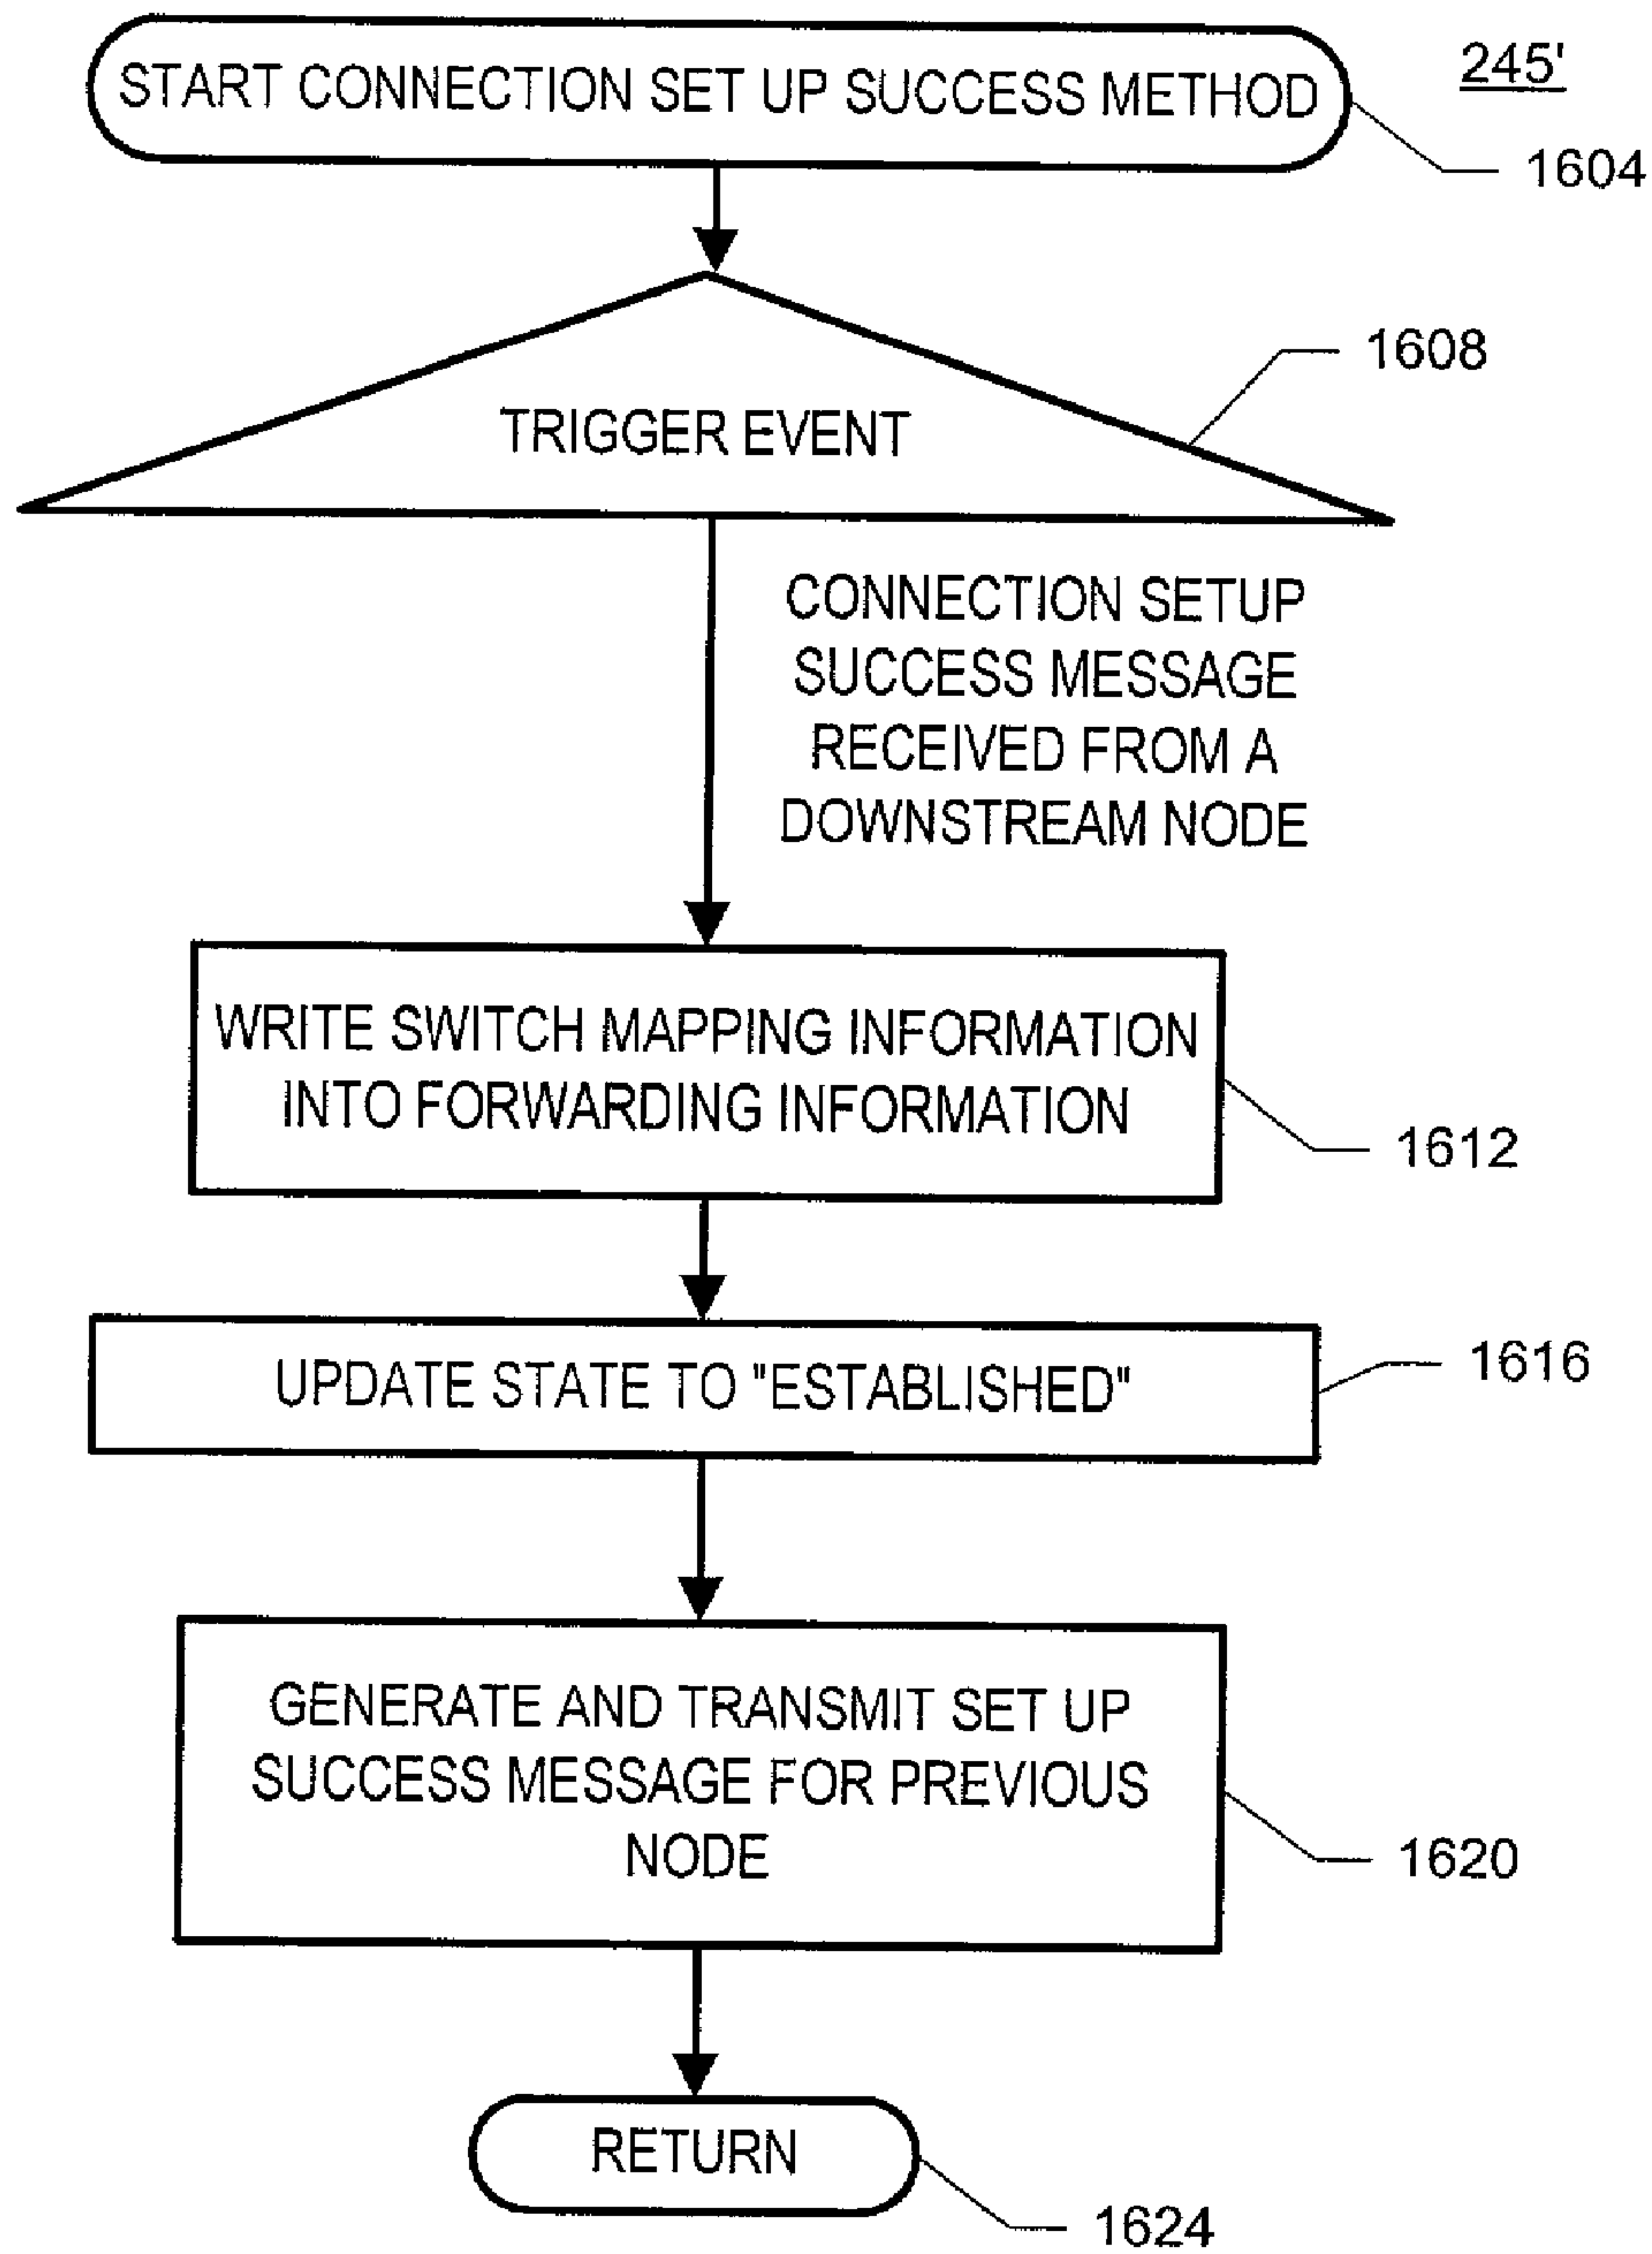 START CONNECTION SET UP SUCCESS METHOD
245'
1604
1608
TRIGGER EVENT
CONNECTION SETUP
SUCCESS MESSAGE
RECEIVED FROM A
DOWNSTREAM NODE
WRITE SWITCH MAPPING INFORMATION
INTO FORWARDING INFORMATION
1612
UPDATE STATE TO "ESTABLISHED"
1616
GENERATE AND TRANSMIT SET UP
SUCCESS MESSAGE FOR PREVIOUS
NODE
1620
RETURN
1624